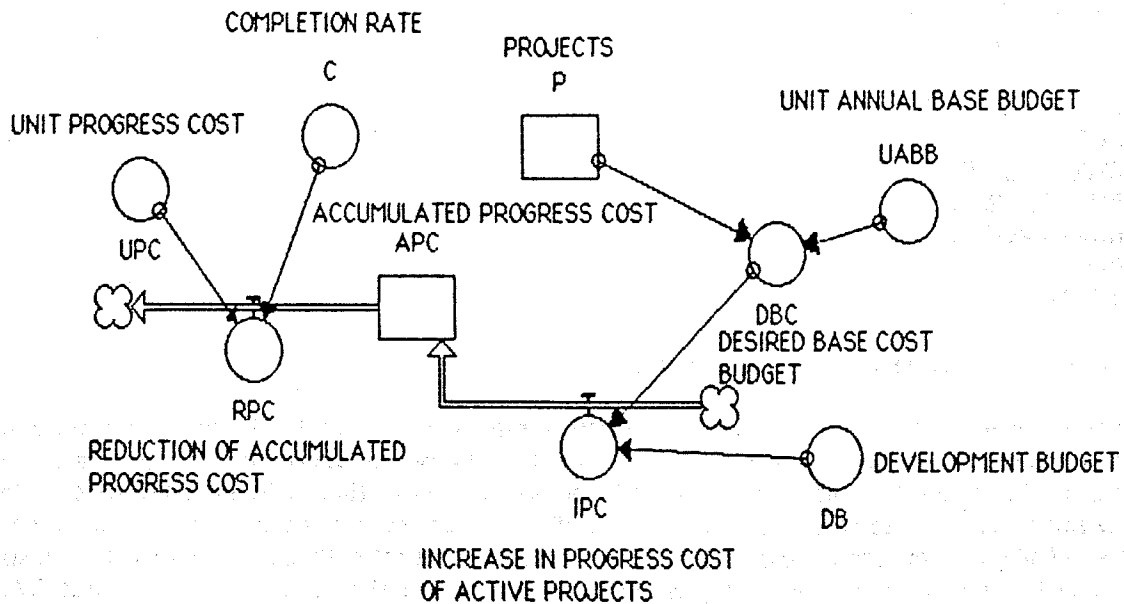 COMPLETION RATE
C
PROJECTS
P
UNIT ANNUAL BASE BUDGET
UABB
UNIT PROGRESS COST
UPC
ACCUMULATED PROGRESS COST
APC
DBC
DESIRED BASE COST
BUDGET
RPC
REDUCTION OF ACCUMULATED
PROGRESS COST
IPC
DEVELOPMENT BUDGET
DB
INCREASE IN PROGRESS COST
OF ACTIVE PROJECTS